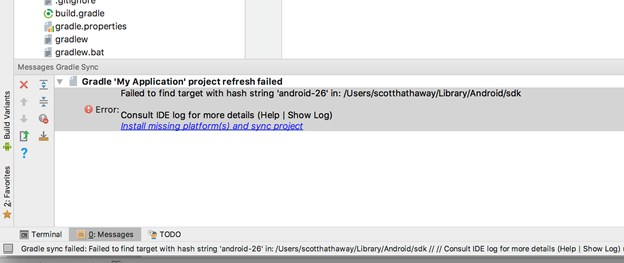 .gitignore
build.gradle
gradle.properties
gradlew
gradlew.bat
Messages Gradle Sync
Gradle 'My Application' project refresh failed
Failed to find target with hash string 'android-26' in: /Users/scotthathaway/Library/Android/sdk
Error:
Consult IDE log for more details (Help | Show Log)
Install missing platform(s) and sync project
Build Variants
2: Favorites
Terminal
0: Messages
TODO
Gradle sync failed: Failed to find target with hash string 'android-26' in: /Users/scotthathaway/Library/Android/sdk // // Consult IDE log for more details (Help | Show Log)